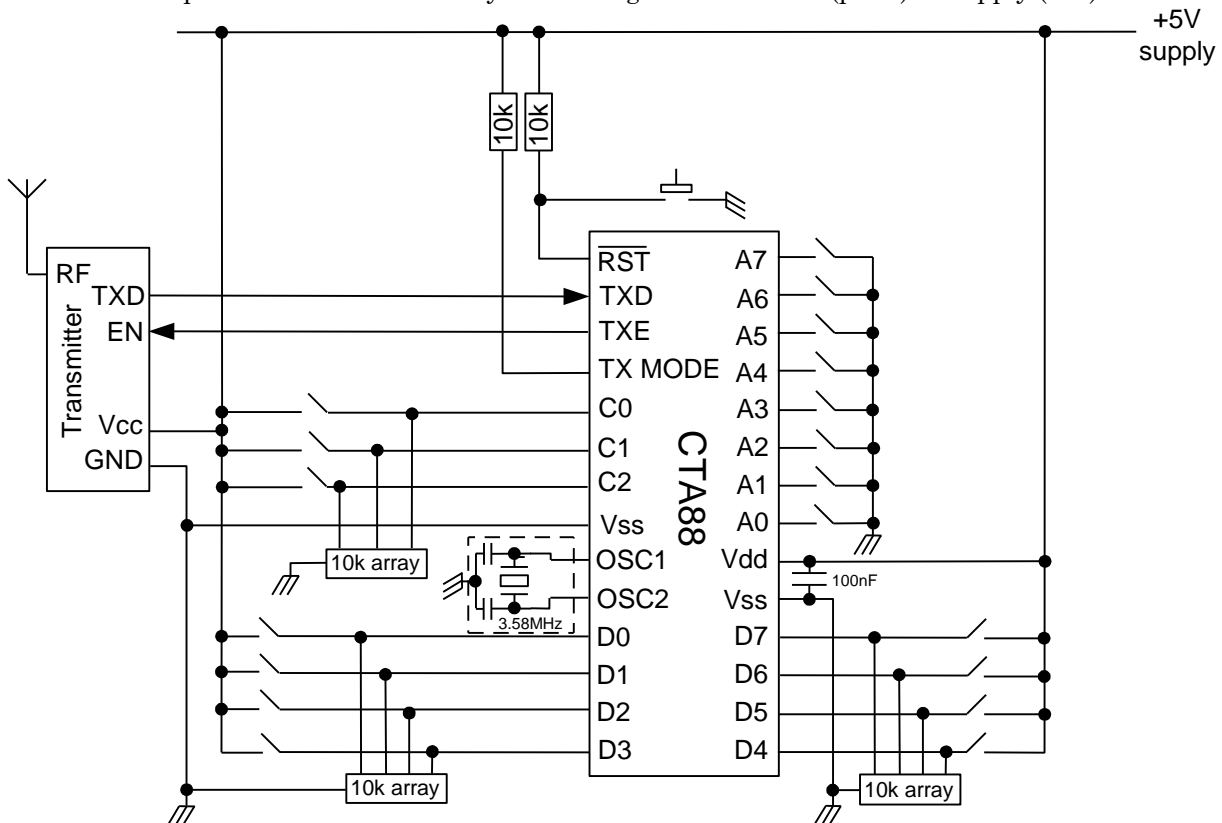 +5V
supply
10k
10k
RF
TXD
EN
Transmitter
Vcc
GND
RST
TXD
TXE
TX MODE
C0
C1
C2
Vss
OSC1
OSC2
D0
D1
D2
D3
CTA88
A7
A6
A5
A4
A3
A2
A1
A0
Vdd
Vss
D7
D6
D5
D4
10k array
3.58MHz
100nF
10k array
10k array